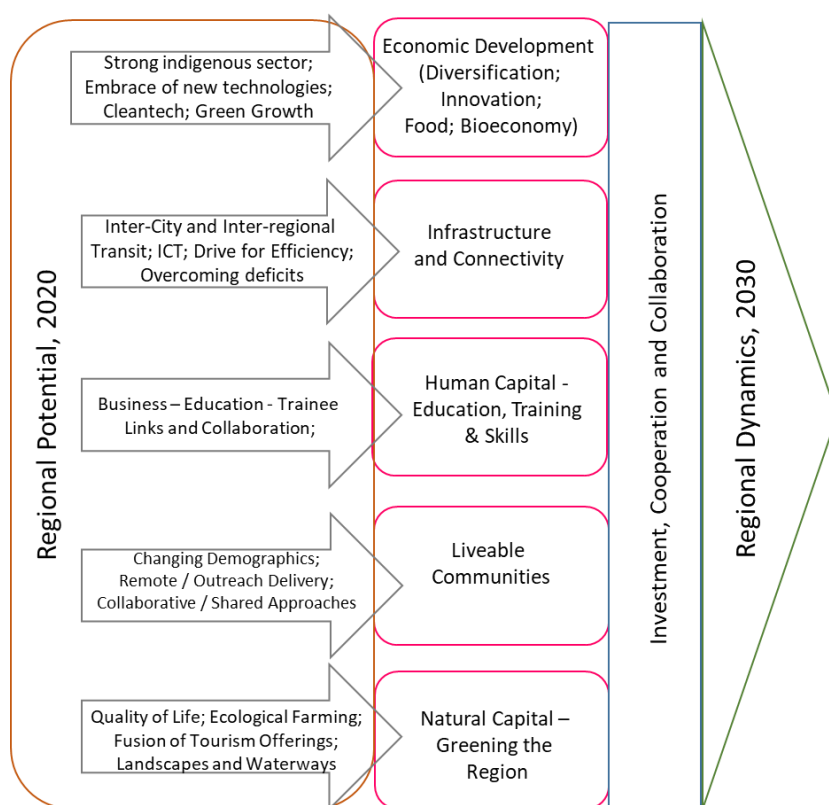 Regional Potential, 2020
Strong indigenous sector;
Embrace of new technologies;
Cleantech; Green Growth
Economic Development
(Diversification;
Innovation;
Food; Bioeconomy)
Inter-City and Inter-regional
Transit; ICT; Drive for Efficiency;
Overcoming deficits
Infrastructure
and Connectivity
Business – Education - Trainee
Links and Collaboration;
Human Capital -
Education, Training
& Skills
Changing Demographics;
Remote / Outreach Delivery;
Collaborative / Shared Approaches
Liveable
Communities
Quality of Life; Ecological Farming;
Fusion of Tourism Offerings;
Landscapes and Waterways
Natural Capital –
Greening the
Region
Investment, Cooperation and Collaboration
Regional Dynamics, 2030